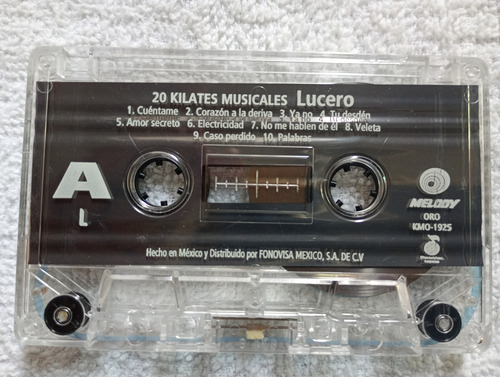 20 KILATES MUSICALES Lucero
1. Cuéntame 2. Corazón a la deriva 3. Ya no 4. Tu desdén
5. Amor secreto 6. Electricidad 7. No me hablen de él 8. Veleta
9. Caso perdido 10. Palabras
A
L
MELODY
ORO
KMO-1925
Hecho en México y Distribuido por FONOVISA MEXICO, S.A. DE C.V